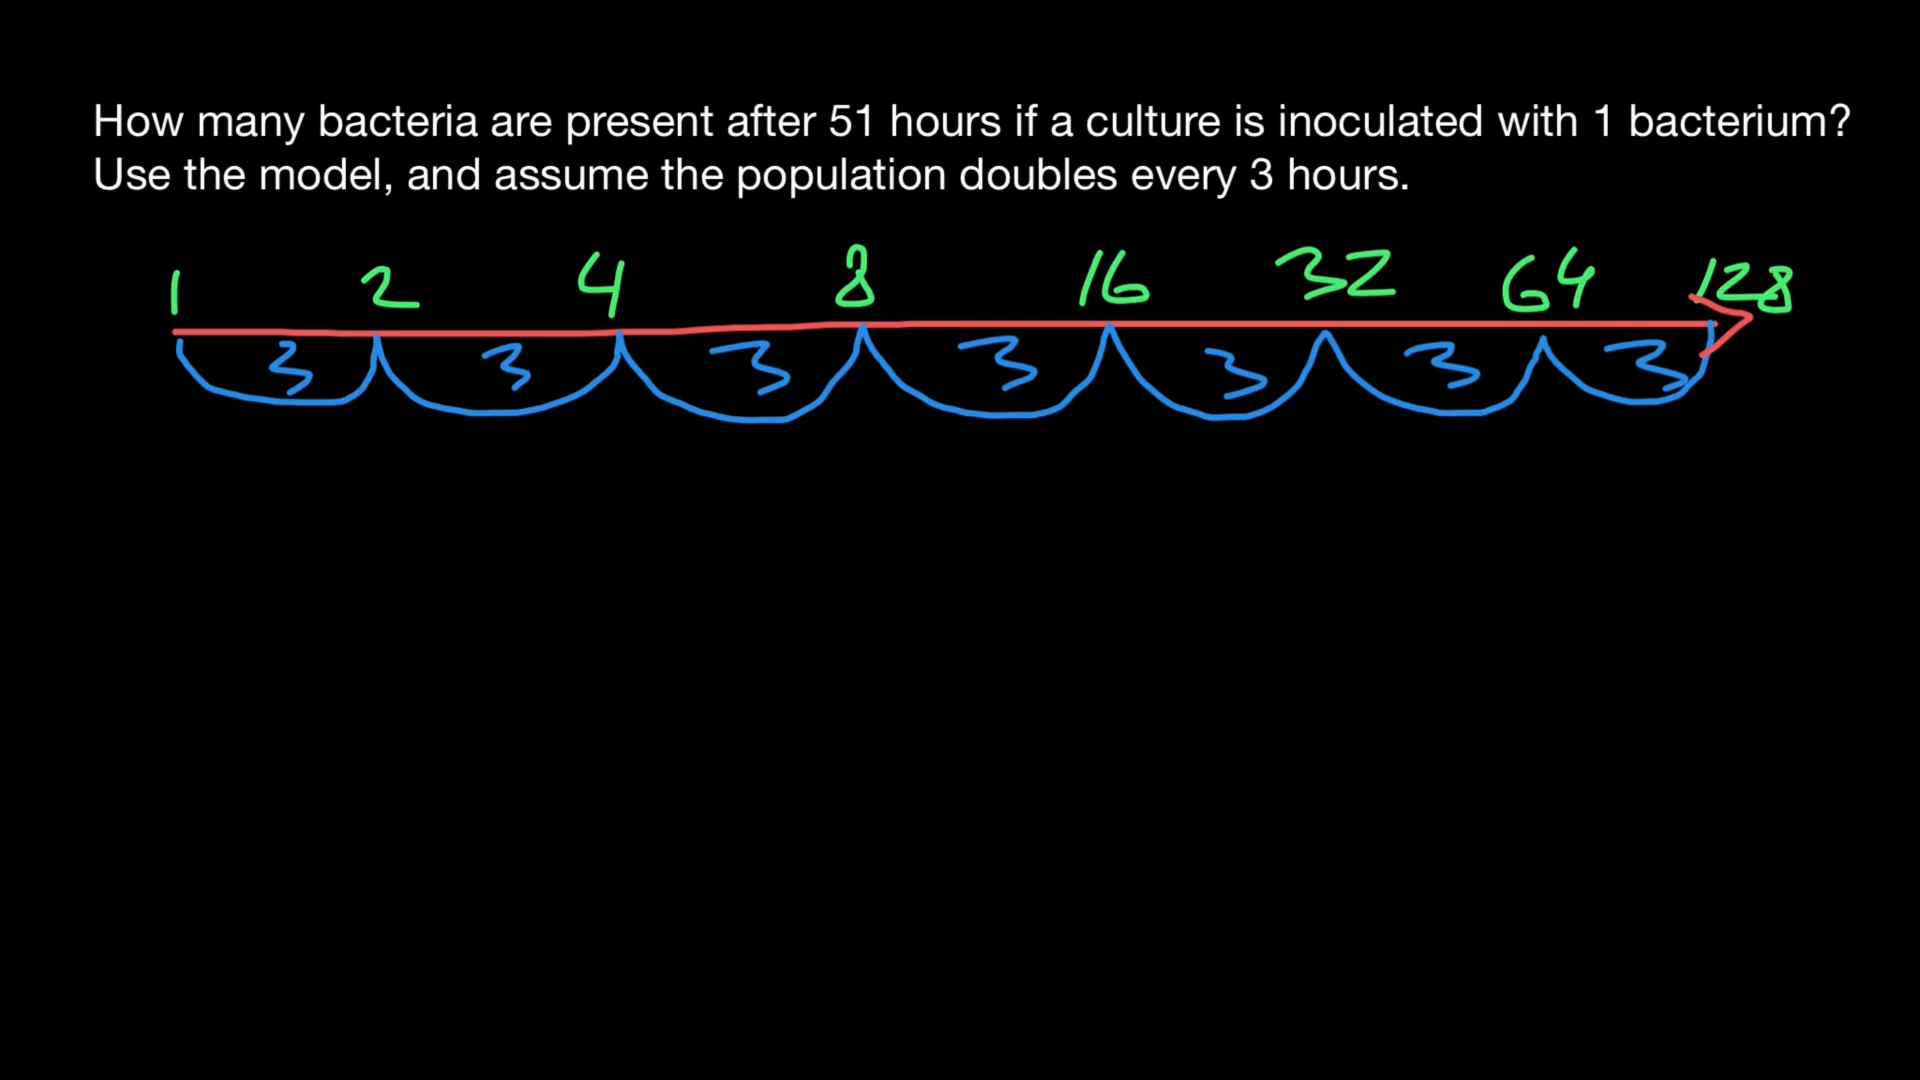 How many bacteria are present after 51 hours if a culture is inoculated with 1 bacterium?
Use the model, and assume the population doubles every 3 hours.
1 2 4 8 16 32 64 128
3 3 3 3 3 3 3